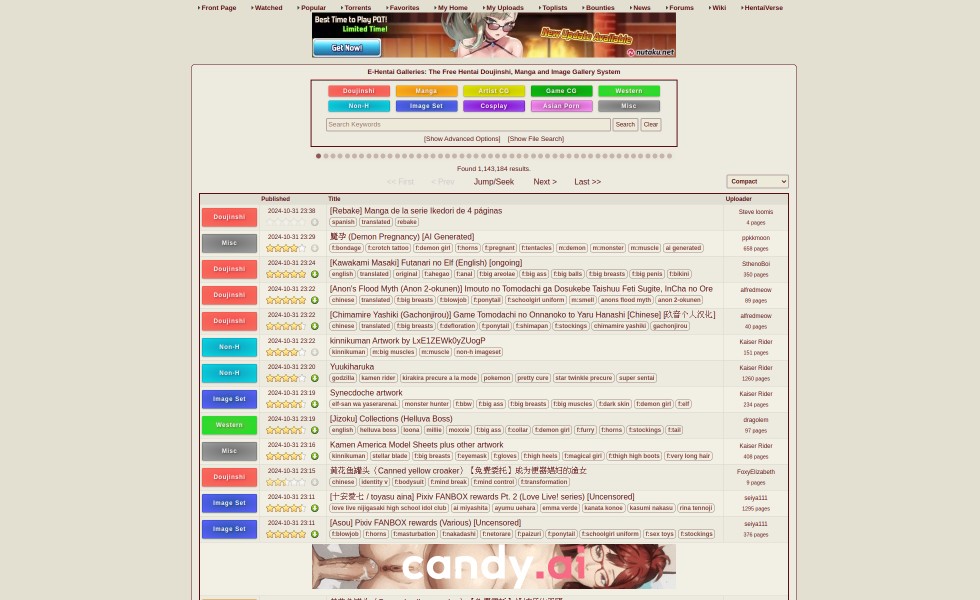 Front Page Watched Popular Torrents Favorites My Home My Uploads Toplists Bounties News Forums Wiki HentaiVerse
Best Time to Play PQT!
Limited Time!
Get Now!
New Update Available
nutaku.net
E-Hentai Galleries: The Free Hentai Doujinshi, Manga and Image Gallery System
Doujinshi Manga Artist CG Game CG Western
Non-H Image Set Cosplay Asian Porn Misc
Search Keywords Search Clear
[Show Advanced Options] [Show File Search]
Found 1,143,184 results.
<< First < Prev Jump/Seek Next > Last >> Compact
Published Title Uploader
Doujinshi 2024-10-31 23:38 [Rebake] Manga de la serie Ikedori de 4 páginas Steve loomis
spanish translated rebake 4 pages
Misc 2024-10-31 23:29 (Demon Pregnancy) [AI Generated] ppkkmoon
f:bondage f:crotch tattoo f:demon girl f:horns f:pregnant f:tentacles m:demon m:monster m:muscle ai generated 658 pages
Doujinshi 2024-10-31 23:24 [Kawakami Masaki] Futanari no Elf (English) [ongoing] SthenoBoi
english translated original f:ahegao f:anal f:big areolae f:big ass f:big balls f:big breasts f:big penis f:bikini 350 pages
Doujinshi 2024-10-31 23:22 [Anon's Flood Myth (Anon 2-okunen)] Imouto no Tomodachi ga Dosukebe Taishuu Feti Sugite, InCha no Ore alfredmeow
chinese translated f:big breasts f:blowjob f:ponytail f:schoolgirl uniform m:smell anons flood myth anon 2-okunen 89 pages
Doujinshi 2024-10-31 23:22 [Chimamire Yashiki (Gachonjirou)] Game Tomodachi no Onnanoko to Yaru Hanashi [Chinese] [欶音个人汉化] alfredmeow
chinese translated f:big breasts f:defloration f:ponytail f:shimapan f:stockings chimamire yashiki gachonjirou 40 pages
Non-H 2024-10-31 23:22 kinnikuman Artwork by LxE1ZEWk0yZUogP Kaiser Rider
kinnikuman m:big muscles m:muscle non-h imageset 151 pages
Non-H 2024-10-31 23:20 Yuukiharuka Kaiser Rider
godzilla kamen rider kirakira precure a la mode pokemon pretty cure star twinkle precure super sentai 1260 pages
Image Set 2024-10-31 23:19 Synecdoche artwork Kaiser Rider
elf-san wa yaserarenai. monster hunter f:bbw f:big ass f:big breasts f:big muscles f:dark skin f:demon girl f:elf 234 pages
Western 2024-10-31 23:19 [Jizoku] Collections (Helluva Boss) dragolem
english helluva boss loona millie moxxie f:big ass f:collar f:demon girl f:furry f:horns f:stockings f:tail 97 pages
Misc 2024-10-31 23:16 Kamen America Model Sheets plus other artwork Kaiser Rider
kinnikuman stellar blade f:big breasts f:eyemask f:gloves f:high heels f:magical girl f:thigh high boots f:very long hair 408 pages
Doujinshi 2024-10-31 23:15 黄花鱼罐头（Canned yellow croaker）【免费委托】成为便器娼妇的渔女 FoxyElizabeth
chinese identity v f:bodysuit f:mind break f:mind control f:transformation 9 pages
Image Set 2024-10-31 23:11 [十安愛七 / toyasu aina] Pixiv FANBOX rewards Pt. 2 (Love Live! series) [Uncensored] seiya111
love live nijigasaki high school idol club ai miyashita ayumu uehara emma verde kanata konoe kasumi nakasu rina tennoji 1295 pages
Image Set 2024-10-31 23:11 [Asou] Pixiv FANBOX rewards (Various) [Uncensored] seiya111
f:blowjob f:horns f:masturbation f:nakadashi f:netorare f:paizuri f:ponytail f:schoolgirl uniform f:sex toys f:stockings 376 pages
candy.ai